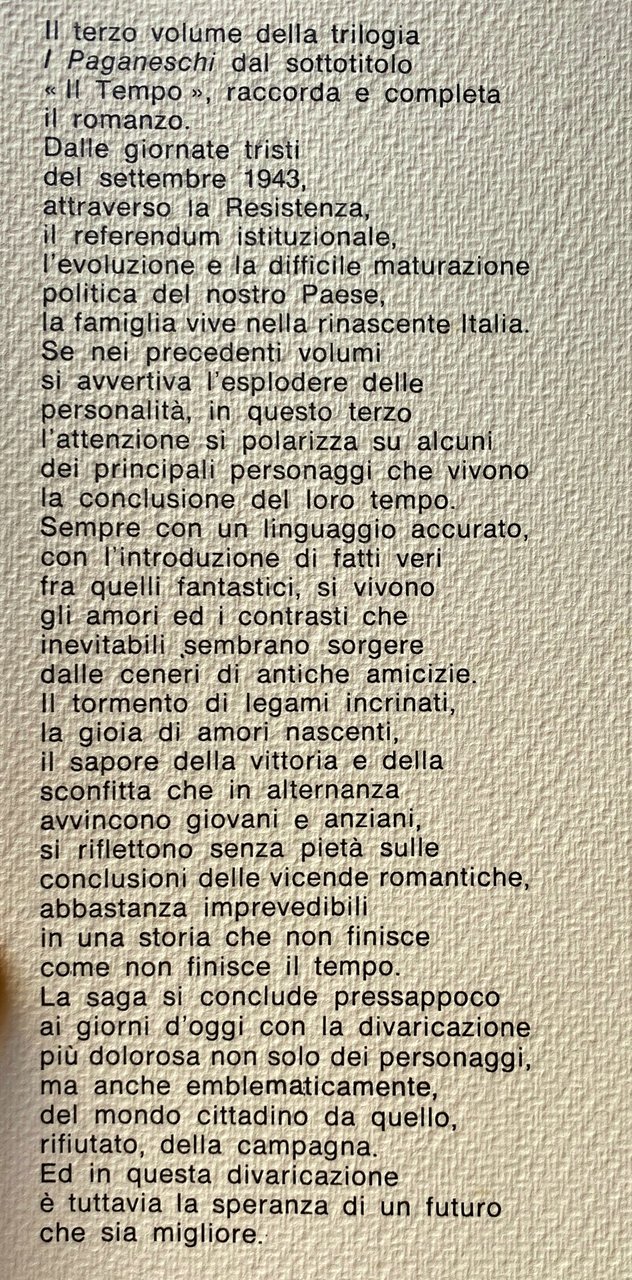 Il terzo volume della trilogia
I Paganeschi dal sottotitolo
« Il Tempo », raccorda e completa
il romanzo.
Dalle giornate tristi
del settembre 1943,
attraverso la Resistenza,
il referendum istituzionale,
l'evoluzione e la difficile maturazione
politica del nostro Paese,
la famiglia vive nella rinascente Italia.
Se nei precedenti volumi
si avvertiva l'esplodere delle
personalità, in questo terzo
l'attenzione si polarizza su alcuni
dei principali personaggi che vivono
la conclusione del loro tempo.
Sempre con un linguaggio accurato,
con l'introduzione di fatti veri
fra quelli fantastici, si vivono
gli amori ed i contrasti che
inevitabili sembrano sorgere
dalle ceneri di antiche amicizie.
Il tormento di legami incrinati,
la gioia di amori nascenti,
il sapore della vittoria e della
sconfitta che in alternanza
avvincono giovani e anziani,
si riflettono senza pietà sulle
conclusioni delle vicende romantiche,
abbastanza imprevedibili
in una storia che non finisce
come non finisce il tempo.
La saga si conclude pressappoco
ai giorni d'oggi con la divaricazione
più dolorosa non solo dei personaggi,
ma anche emblematicamente,
del mondo cittadino da quello,
rifiutato, della campagna.
Ed in questa divaricazione
è tuttavia la speranza di un futuro
che sia migliore.